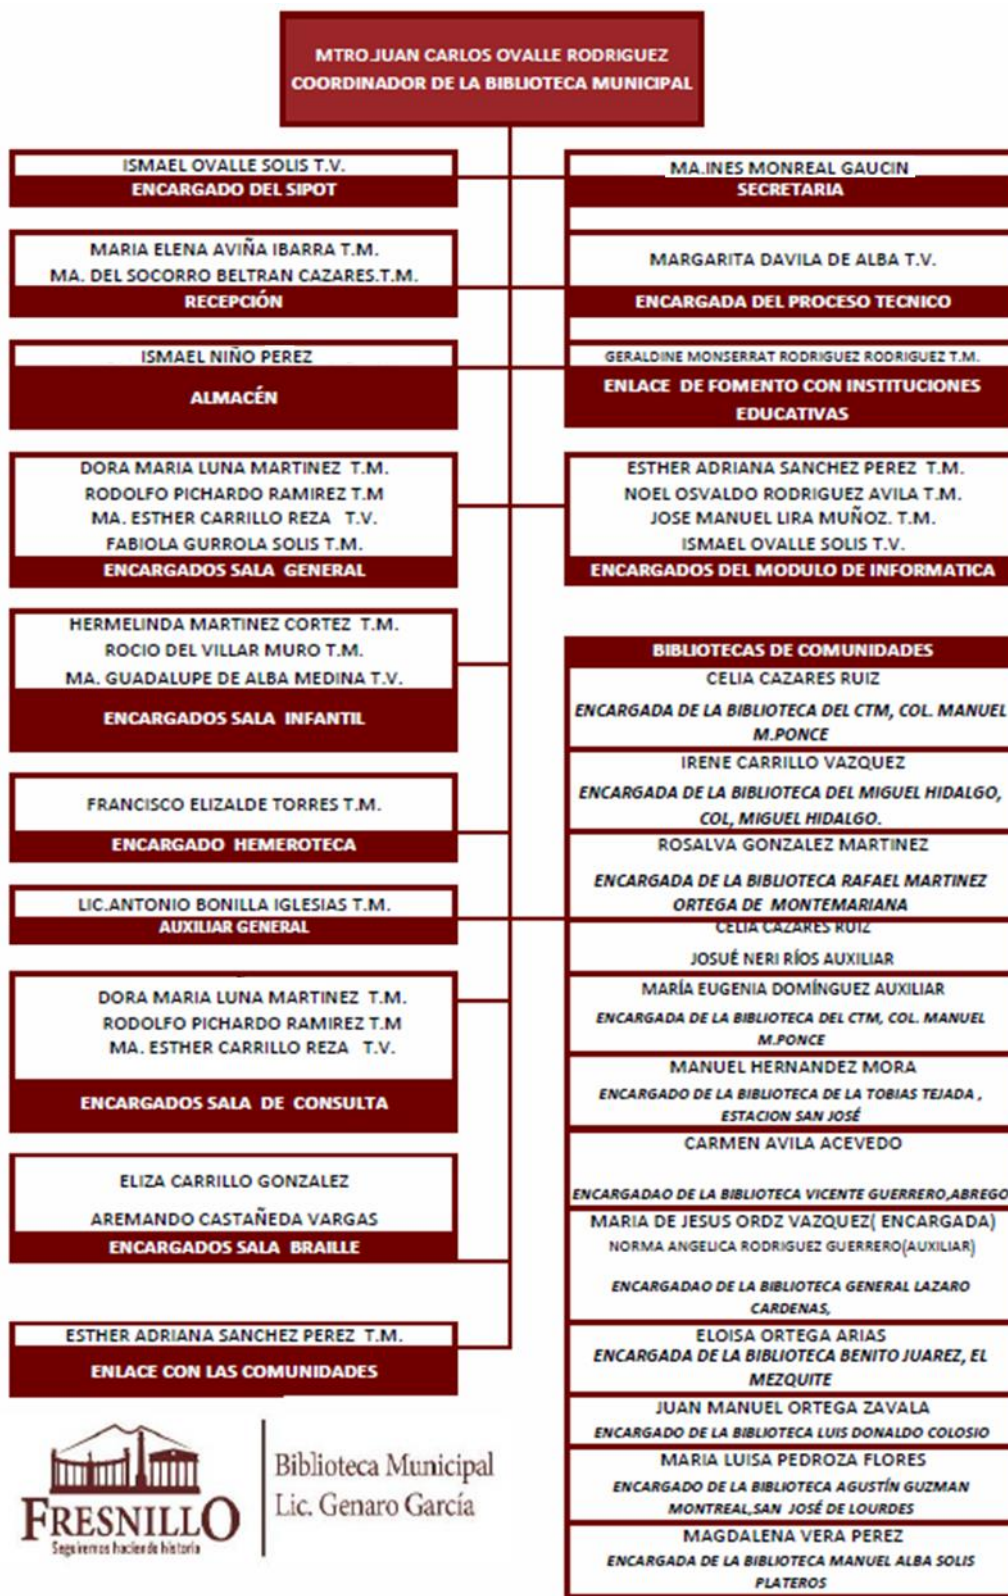 MTRO.JUAN CARLOS OVALLE RODRIGUEZ
COORDINADOR DE LA BIBLIOTECA MUNICIPAL
ISMAEL OVALLE SOLIS T.V.
ENCARGADO DEL SIPOT
MARIA ELENA AVIÑA IBARRA T.M.
MA. DEL SOCORRO BELTRAN CAZARES.T.M.
RECEPCIÓN
ISMAEL NIÑO PEREZ
ALMACÉN
DORA MARIA LUNA MARTINEZ T.M.
RODOLFO PICHARDO RAMIREZ T.M
MA. ESTHER CARRILLO REZA T.V.
FABIOLA GURROLA SOLIS T.M.
ENCARGADOS SALA GENERAL
HERMELINDA MARTINEZ CORTEZ T.M.
ROCIO DEL VILLAR MURO T.M.
MA. GUADALUPE DE ALBA MEDINA T.V.
ENCARGADOS SALA INFANTIL
FRANCISCO ELIZALDE TORRES T.M.
ENCARGADO HEMEROTECA
LIC.ANTONIO BONILLA IGLESIAS T.M.
AUXILIAR GENERAL
DORA MARIA LUNA MARTINEZ T.M.
RODOLFO PICHARDO RAMIREZ T.M
MA. ESTHER CARRILLO REZA T.V.
ENCARGADOS SALA DE CONSULTA
ELIZA CARRILLO GONZALEZ
AREMANDO CASTAÑEDA VARGAS
ENCARGADOS SALA BRAILLE
ESTHER ADRIANA SANCHEZ PEREZ T.M.
ENLACE CON LAS COMUNIDADES
MA.INES MONREAL GAUCIN
SECRETARIA
MARGARITA DAVILA DE ALBA T.V.
ENCARGADA DEL PROCESO TECNICO
GERALDINE MONSERRAT RODRIGUEZ RODRIGUEZ T.M.
ENLACE DE FOMENTO CON INSTITUCIONES
EDUCATIVAS
ESTHER ADRIANA SANCHEZ PEREZ T.M.
NOEL OSVALDO RODRIGUEZ AVILA T.M.
JOSE MANUEL LIRA MUÑOZ. T.M.
ISMAEL OVALLE SOLIS T.V.
ENCARGADOS DEL MODULO DE INFORMATICA
BIBLIOTECAS DE COMUNIDADES
CELIA CAZARES RUIZ
ENCARGADA DE LA BIBLIOTECA DEL CTM, COL. MANUEL
M.PONCE
IRENE CARRILLO VAZQUEZ
ENCARGADA DE LA BIBLIOTECA DEL MIGUEL HIDALGO,
COL, MIGUEL HIDALGO.
ROSALVA GONZALEZ MARTINEZ
ENCARGADA DE LA BIBLIOTECA RAFAEL MARTINEZ
ORTEGA DE MONTEMARIANA
CELIA CAZARES RUIZ
JOSUÉ NERI RÍOS AUXILIAR
MARÍA EUGENIA DOMÍNGUEZ AUXILIAR
ENCARGADA DE LA BIBLIOTECA DEL CTM, COL. MANUEL
M.PONCE
MANUEL HERNANDEZ MORA
ENCARGADO DE LA BIBLIOTECA DE LA TOBIAS TEJADA ,
ESTACION SAN JOSÉ
CARMEN AVILA ACEVEDO
ENCARGADAO DE LA BIBLIOTECA VICENTE GUERRERO,ABREGO
MARIA DE JESUS ORDZ VAZQUEZ( ENCARGADA)
NORMA ANGELICA RODRIGUEZ GUERRERO(AUXILIAR)
ENCARGADAO DE LA BIBLIOTECA GENERAL LAZARO
CARDENAS,
ELOISA ORTEGA ARIAS
ENCARGADA DE LA BIBLIOTECA BENITO JUAREZ, EL
MEZQUITE
JUAN MANUEL ORTEGA ZAVALA
ENCARGADO DE LA BIBLIOTECA LUIS DONALDO COLOSIO
MARIA LUISA PEDROZA FLORES
ENCARGADO DE LA BIBLIOTECA AGUSTÍN GUZMAN
MONTREAL,SAN JOSÉ DE LOURDES
MAGDALENA VERA PEREZ
ENCARGADA DE LA BIBLIOTECA MANUEL ALBA SOLIS
PLATEROS
FRESNILLO
Seguiremos haciendo historia
Biblioteca Municipal
Lic. Genaro García